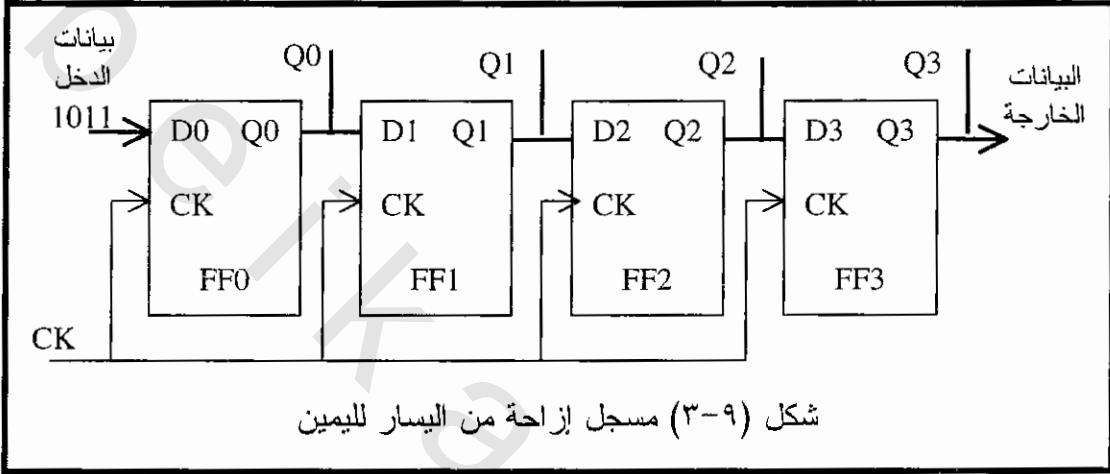 بيانات
الدخل
1011
Q0
Q1
Q2
Q3
البيانات
الخارجة
D0 Q0
D1 Q1
D2 Q2
D3 Q3
CK
CK
CK
CK
FF0
FF1
FF2
FF3
CK
شكل (٩-٣) مسجل إزاحة من اليسار لليمين